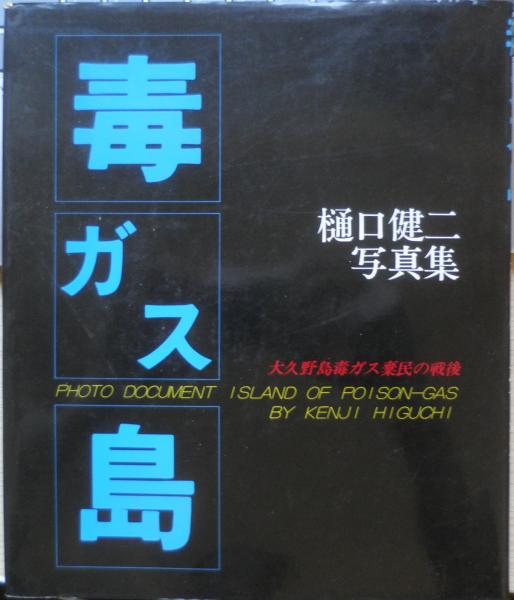 毒
ガス
島
樋口健二
写真集
大久野島毒ガス棄民の戦後
PHOTO DOCUMENT ISLAND OF POISON-GAS
BY KENJI HIGUCHI